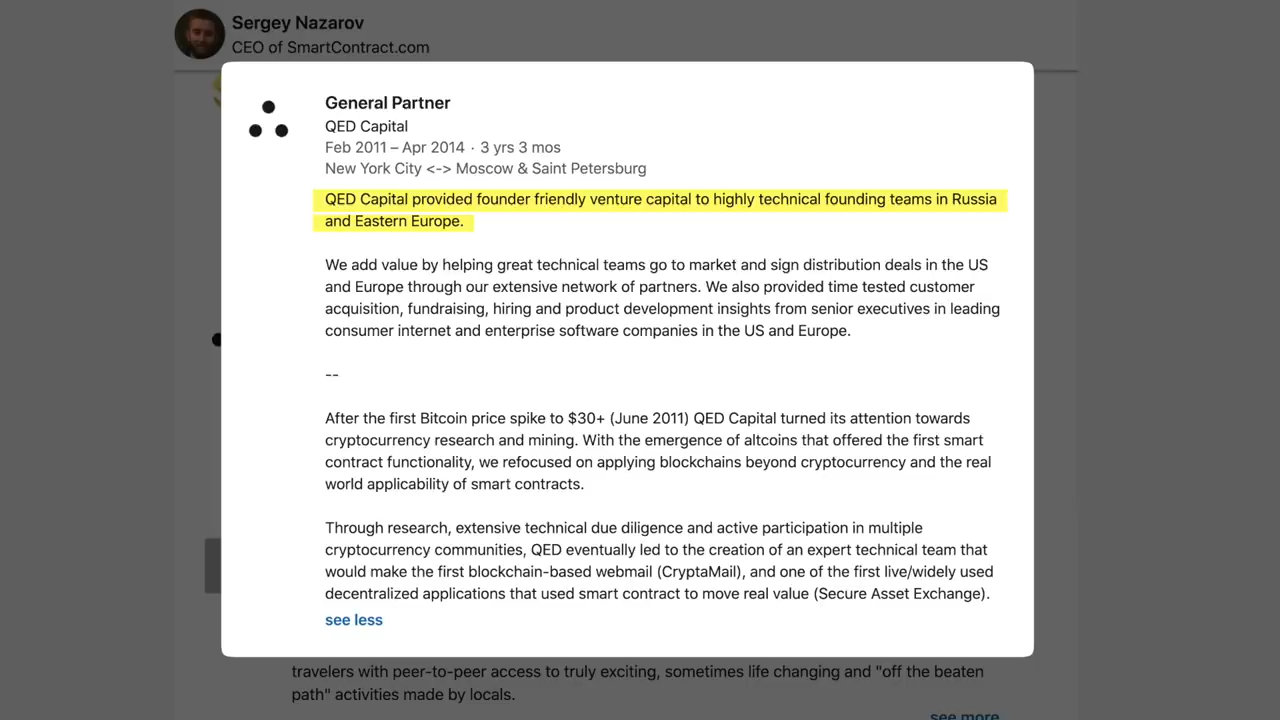 Sergey Nazarov
CEO of SmartContract.com
General Partner
QED Capital
Feb 2011 – Apr 2014 · 3 yrs 3 mos
New York City <-> Moscow & Saint Petersburg
QED Capital provided founder friendly venture capital to highly technical founding teams in Russia
and Eastern Europe.
We add value by helping great technical teams go to market and sign distribution deals in the US
and Europe through our extensive network of partners. We also provided time tested customer
acquisition, fundraising, hiring and product development insights from senior executives in leading
consumer internet and enterprise software companies in the US and Europe.
--
After the first Bitcoin price spike to $30+ (June 2011) QED Capital turned its attention towards
cryptocurrency research and mining. With the emergence of altcoins that offered the first smart
contract functionality, we refocused on applying blockchains beyond cryptocurrency and the real
world applicability of smart contracts.
Through research, extensive technical due diligence and active participation in multiple
cryptocurrency communities, QED eventually led to the creation of an expert technical team that
would make the first blockchain-based webmail (CryptaMail), and one of the first live/widely used
decentralized applications that used smart contract to move real value (Secure Asset Exchange).
see less
travelers with peer-to-peer access to truly exciting, sometimes life changing and "off the beaten
path" activities made by locals.
see more